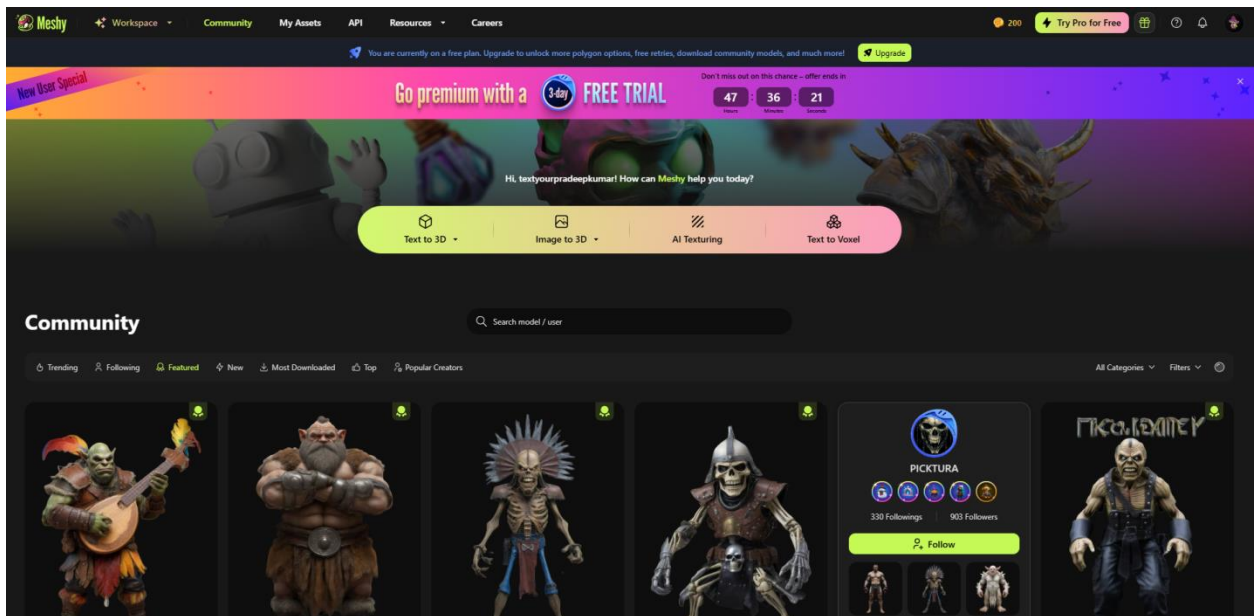 Meshy
Workspace
Community
My Assets
API
Resources
Careers
200
Try Pro for Free
You are currently on a free plan. Upgrade to unlock more polygon options, free retries, download community models, and much more!
Upgrade
New User Special
Go premium with a 3-day FREE TRIAL
Don't miss out on this chance – offer ends in
47 : 36 : 21
Hours Minutes Seconds
Hi, textyourpradeepkumar! How can Meshy help you today?
Text to 3D
Image to 3D
AI Texturing
Text to Voxel
Community
Search model / user
Trending
Following
Featured
New
Most Downloaded
Top
Popular Creators
All Categories
Filters
PICKTURA
330 Followings
903 Followers
Follow